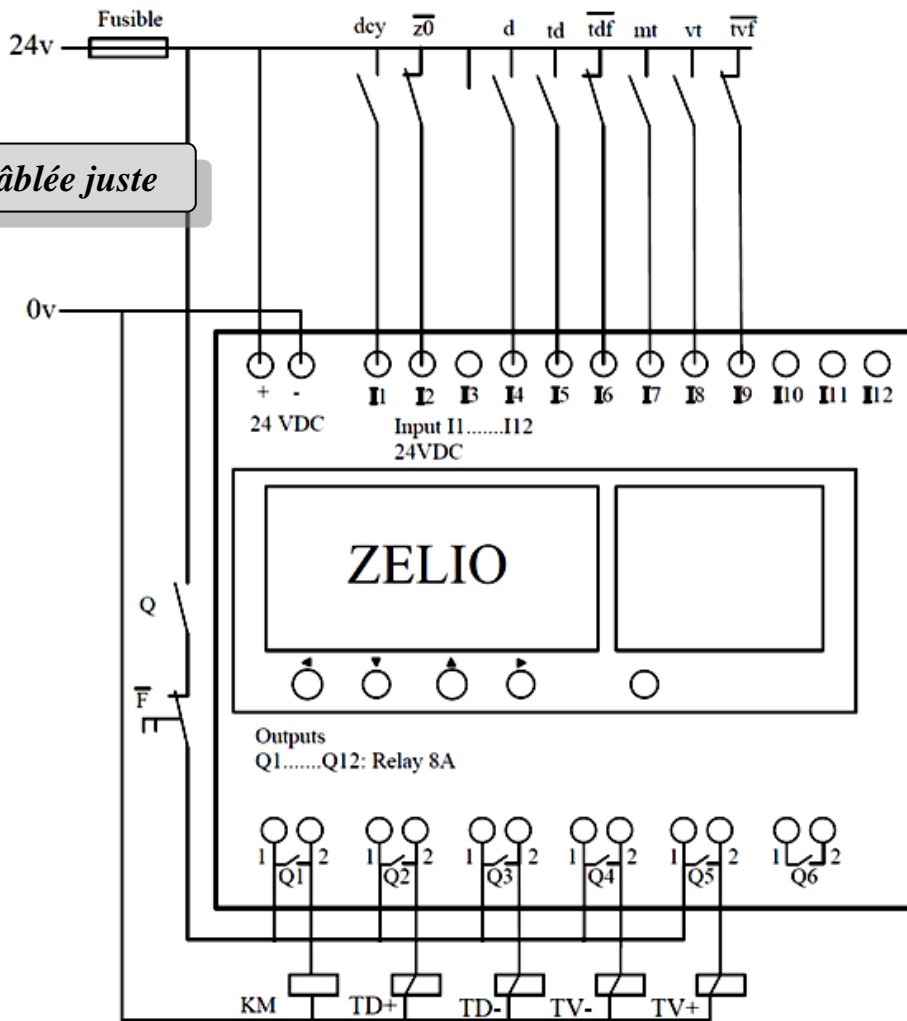 Fusible
24v
dcy z0 d td tdf mt vt tvf
âblée juste
0v
+ - I1 I2 I3 I4 I5 I6 I7 I8 I9 I10 I11 I12
24 VDC
Input I1.......I12
24VDC
ZELIO
Q
F
Outputs
Q1.......Q12: Relay 8A
1 2 1 2 1 2 1 2 1 2 1 2
Q1 Q2 Q3 Q4 Q5 Q6
KM TD+ TD- TV- TV+